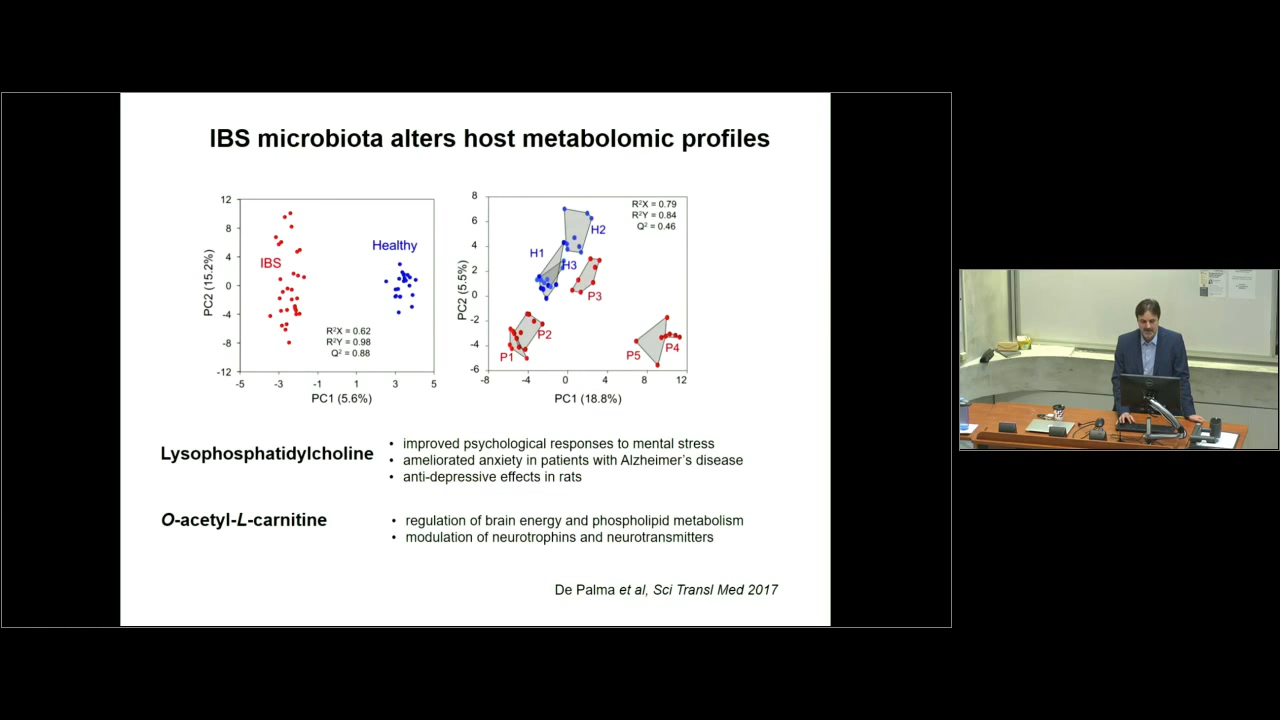 IBS microbiota alters host metabolomic profiles
12
8
4
0
-4
-8
-12
PC2 (15.2%)
IBS
Healthy
R²X = 0.62
R²Y = 0.98
Q² = 0.88
-5
-3
-1
1
3
5
PC1 (5.6%)
8
6
4
2
0
-2
-4
-6
PC2 (5.5%)
R²X = 0.79
R²Y = 0.84
Q² = 0.46
H2
H1
H3
P3
P2
P1
P5
P4
-8
-4
0
4
8
12
PC1 (18.8%)
Lysophosphatidylcholine
• improved psychological responses to mental stress
• ameliorated anxiety in patients with Alzheimer's disease
• anti-depressive effects in rats
O-acetyl-L-carnitine
• regulation of brain energy and phospholipid metabolism
• modulation of neurotrophins and neurotransmitters
De Palma et al, Sci Transl Med 2017